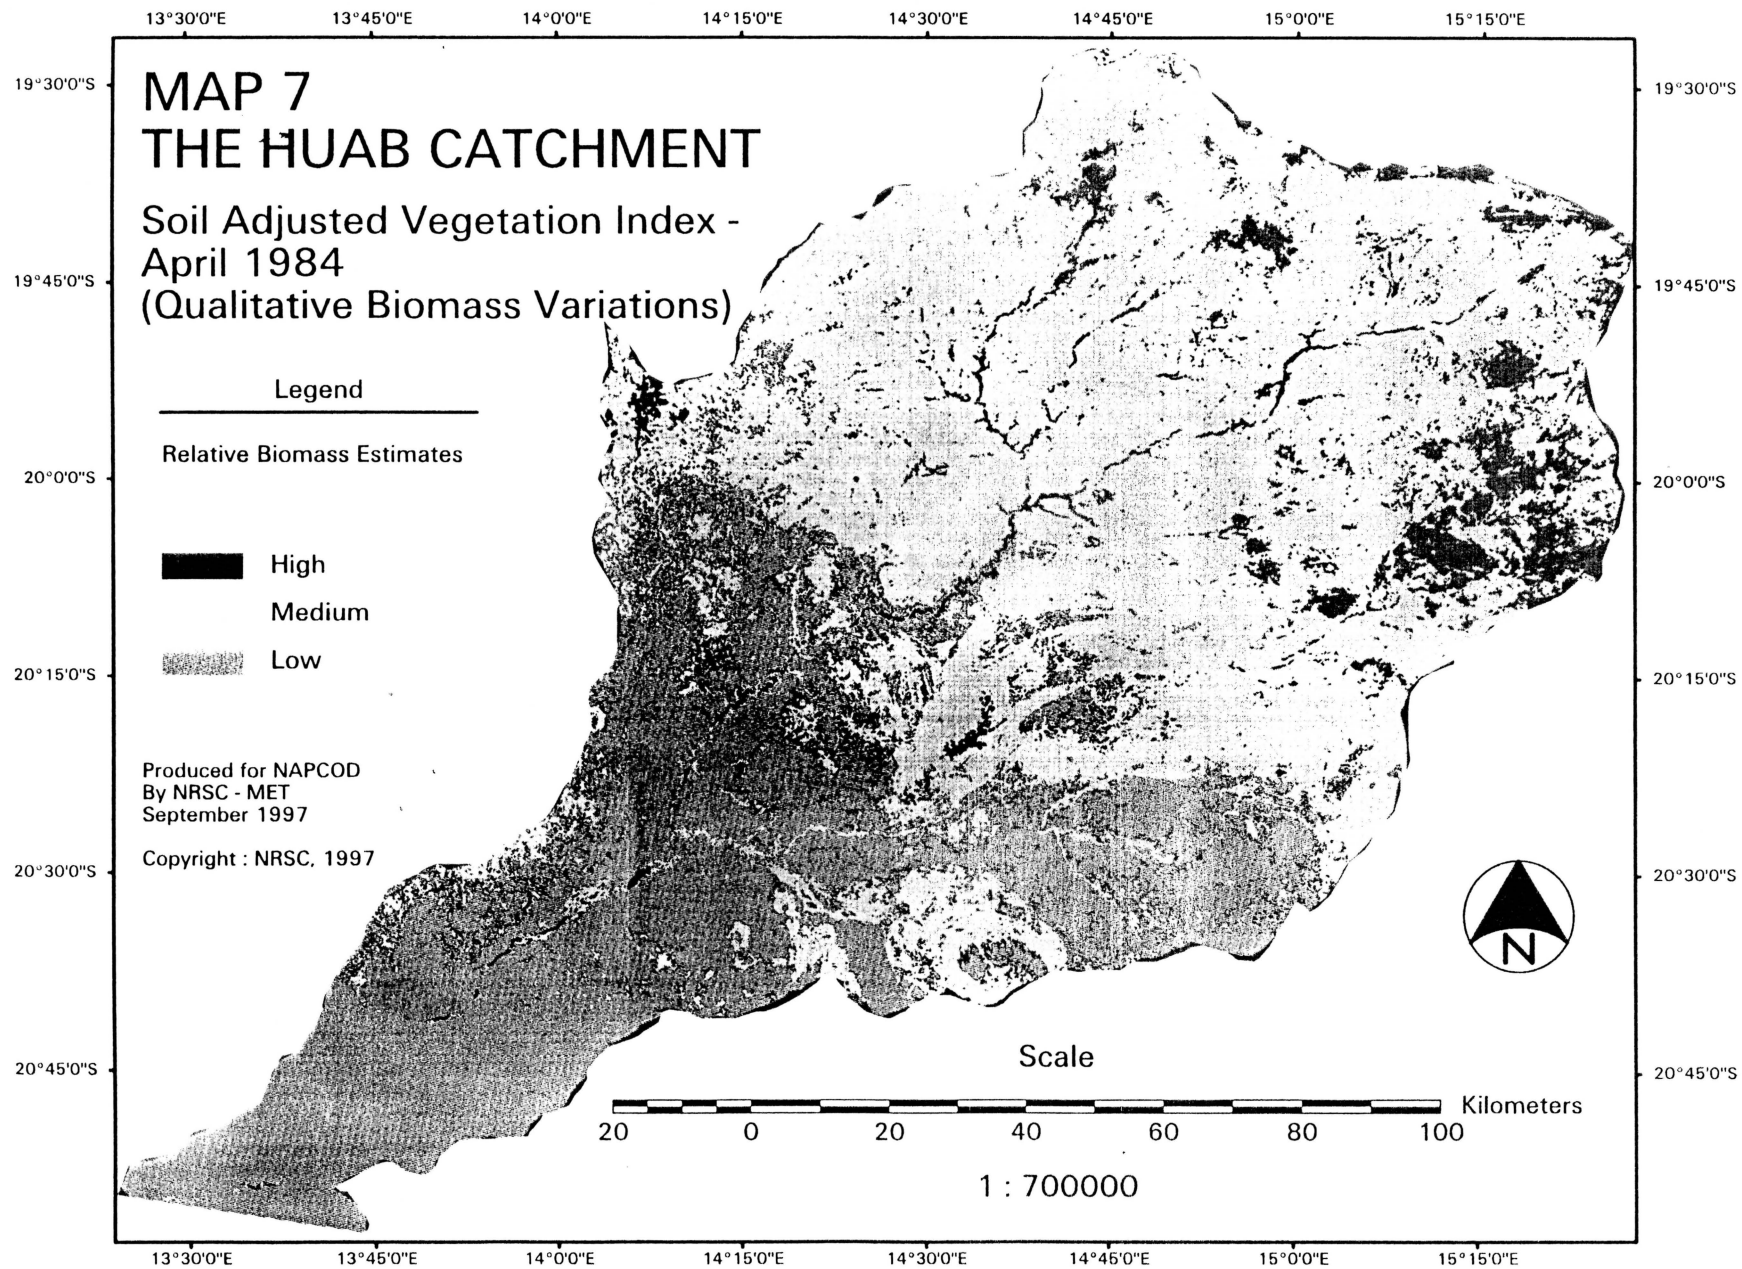 13°30'0"E 13°45'0"E 14°00'0"E 14°15'0"E 14°30'0"E 14°45'0"E 15°0'0"E 15°15'0"E
MAP 7
THE HUAB CATCHMENT
Soil Adjusted Vegetation Index -
April 1984
(Qualitative Biomass Variations)
Legend
Relative Biomass Estimates
High
Medium
Low
Produced for NAPCOD
By NRSC - MET
September 1997
Copyright : NRSC, 1997
19°30'0"S
19°45'0"S
20°0'0"S
20°15'0"S
20°30'0"S
20°45'0"S
19°30'0"S
19°45'0"S
20°0'0"S
20°15'0"S
20°30'0"S
20°45'0"S
N
Scale
Kilometers
20 0 20 40 60 80 100
1 : 700000
13°30'0"E 13°45'0"E 14°00'0"E 14°15'0"E 14°30'0"E 14°45'0"E 15°0'0"E 15°15'0"E